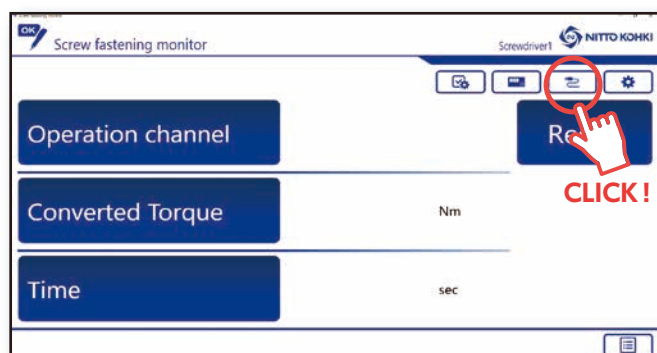 OK
Screw fastening monitor
Screwdriver1
NITTO KOHKI
Operation channel
Re
CLICK !
Converted Torque
Nm
Time
sec